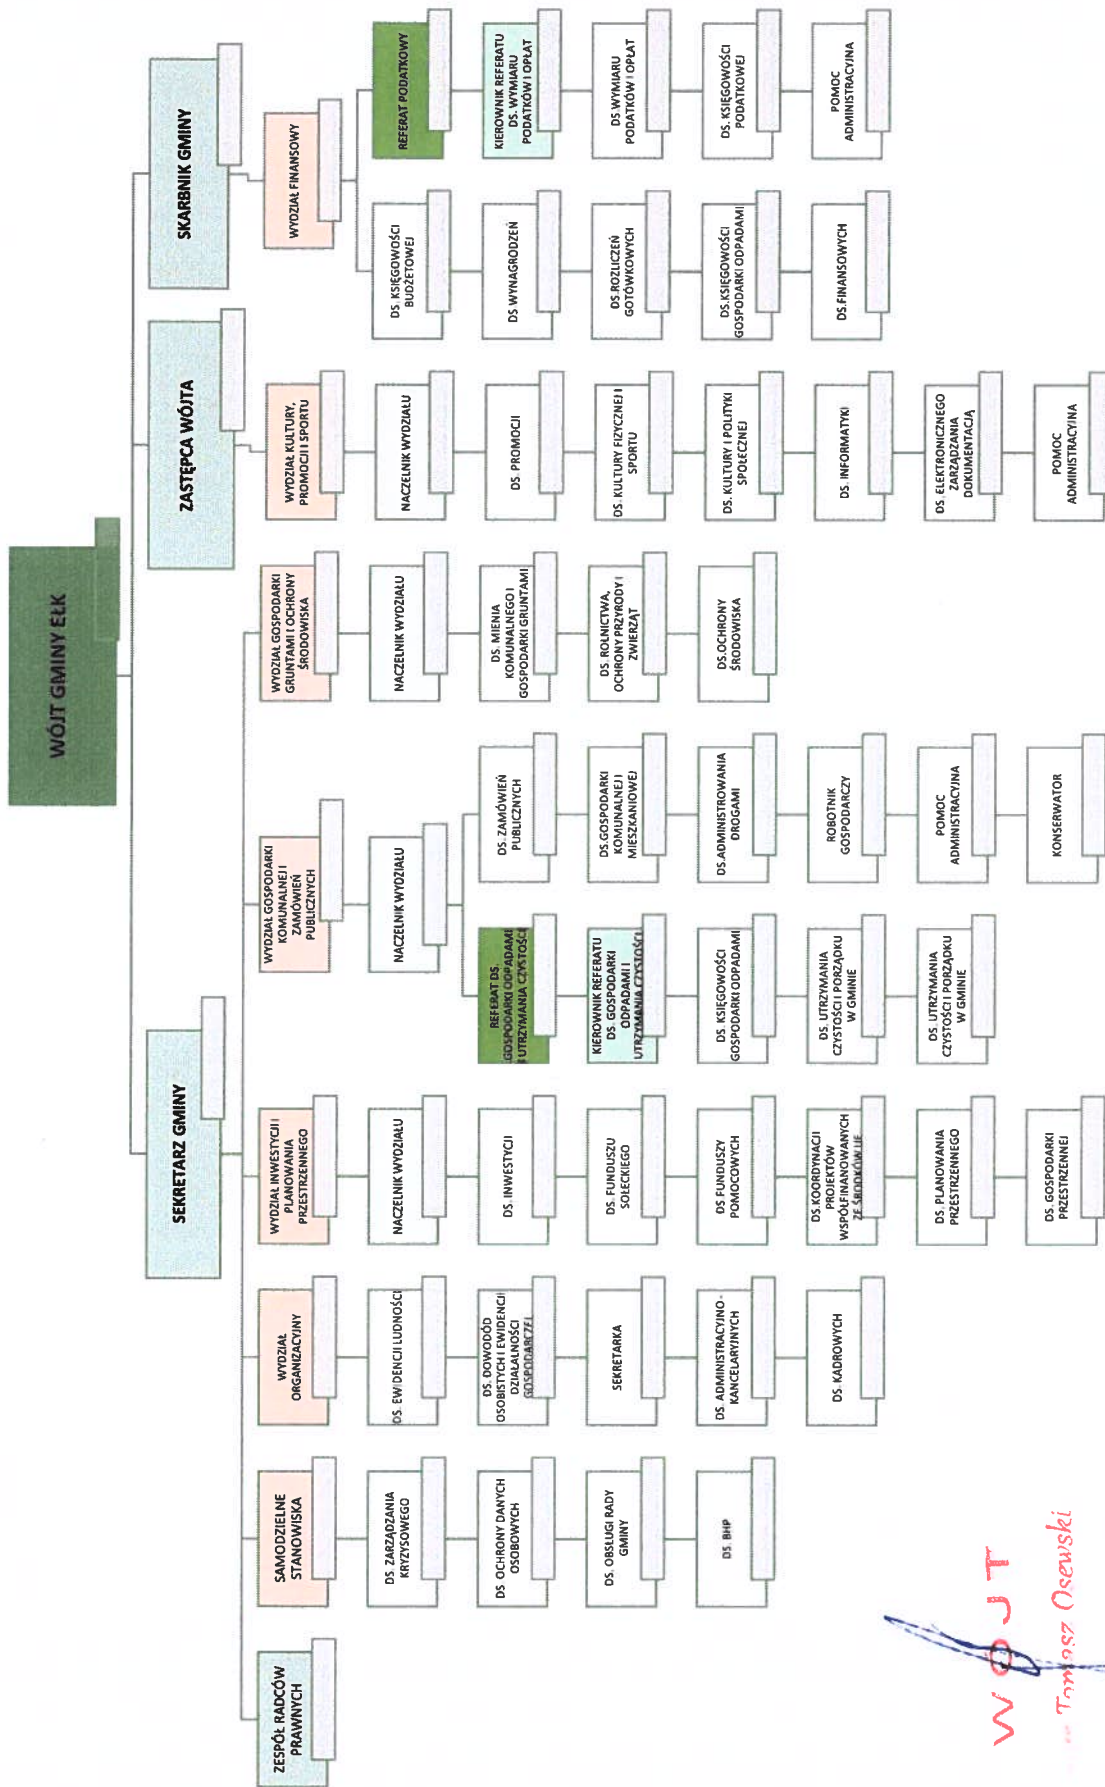 WÓJT GMINY EŁK
SEKRETARZ GMINY
ZASTĘPCA WÓJTA
SKARBNIK GMINY
ZESPÓŁ RADCÓW
PRAWNYCH
SAMODZIELNE
STANOWISKA
DS. ZARZĄDZANIA
KRYZYSOWEGO
DS OCHRONY DANYCH
OSOBOWYCH
DS. OBSŁUGI RADY
GMINY
DS. BHP
WYDZIAŁ
ORGANIZACYJNY
DS. EWIDENCJI LUDNOŚCI
DS. DOWODÓD
OSOBISTYCH I EWIDENCJI
DZIAŁALNOŚCI
GOSPODARCZEJ
SEKRETARKA
DS. ADMINISTRACYJNO-
KANCELARYJNYCH
DS. KADROWYCH
WYDZIAŁ INWESTYCJI I
PLANOWANIA
PRZESTRZENNEGO
NACZELNIK WYDZIAŁU
DS. INWESTYCJI
DS. FUNDUSZU
SOŁECKIEGO
DS FUNDUSZY
POMOCOWYCH
DS.KOORDYNACJI
PROJEKTÓW
WSPÓŁFINANSOWANYCH
ZE ŚRODKÓW UE
DS. PLANOWANIA
PRZESTRZENNEGO
DS. GOSPODARKI
PRZESTRZENNEJ
WYDZIAŁ GOSPODARKI
KOMUNALNEJ I
ZAMÓWIEŃ
PUBLICZNYCH
NACZELNIK WYDZIAŁU
REFERAT DS.
GOSPODARKI ODPADAMI
I UTRZYMANIA CZYSTOŚCI
KIEROWNIK REFERATU
DS. GOSPODARKI
ODPADAMI I
UTRZYMANIA CZYSTOŚCI
DS. KSIĘGOWOŚCI
GOSPODARKI ODPADAMI
DS. UTRZYMANIA
CZYSTOŚCI I PORZĄDKU
W GMINIE
DS. UTRZYMANIA
CZYSTOŚCI I PORZĄDKU
W GMINIE
DS. ZAMÓWIEŃ
PUBLICZNYCH
DS.GOSPODARKI
KOMUNALNEJ I
MIESZKANIOWEJ
DS.ADMINISTROWANIA
DROGAMI
ROBOTNIK
GOSPODARCZY
POMOC
ADMINISTRACYJNA
KONSERWATOR
WYDZIAŁ GOSPODARKI
GRUNTAMI I OCHRONY
ŚRODOWISKA
NACZELNIK WYDZIAŁU
DS. MIENIA
KOMUNALNEGO I
GOSPODARKI GRUNTAMI
DS. ROLNICTWA,
OCHRONY PRZYRODY I
ZWIERZĄT
DS.OCHRONY
ŚRODOWISKA
WYDZIAŁ KULTURY,
PROMOCJI I SPORTU
NACZELNIK WYDZIAŁU
DS. PROMOCJI
DS. KULTURY FIZYCZNEJ I
SPORTU
DS. KULTURY I POLITYKI
SPOŁECZNEJ
DS. INFORMATYKI
DS. ELEKTRONICZNEGO
ZARZĄDZANIA
DOKUMENTACJĄ
POMOC
ADMINISTRACYJNA
WYDZIAŁ FINANSOWY
DS. KSIĘGOWOŚCI
BUDŻETOWEJ
DS WYNAGRODZEŃ
DS.ROZLICZEŃ
GOTÓWKOWYCH
DS.KSIĘGOWOŚCI
GOSPODARKI ODPADAMI
DS.FINANSOWYCH
REFERAT PODATKOWY
KIEROWNIK REFERATU
DS. WYMIARU
PODATKÓW I OPŁAT
DS WYMIARU
PODATKÓW I OPŁAT
DS. KSIĘGOWOŚCI
PODATKOWEJ
POMOC
ADMINISTRACYJNA
WÓJT
Tomasz Osewski